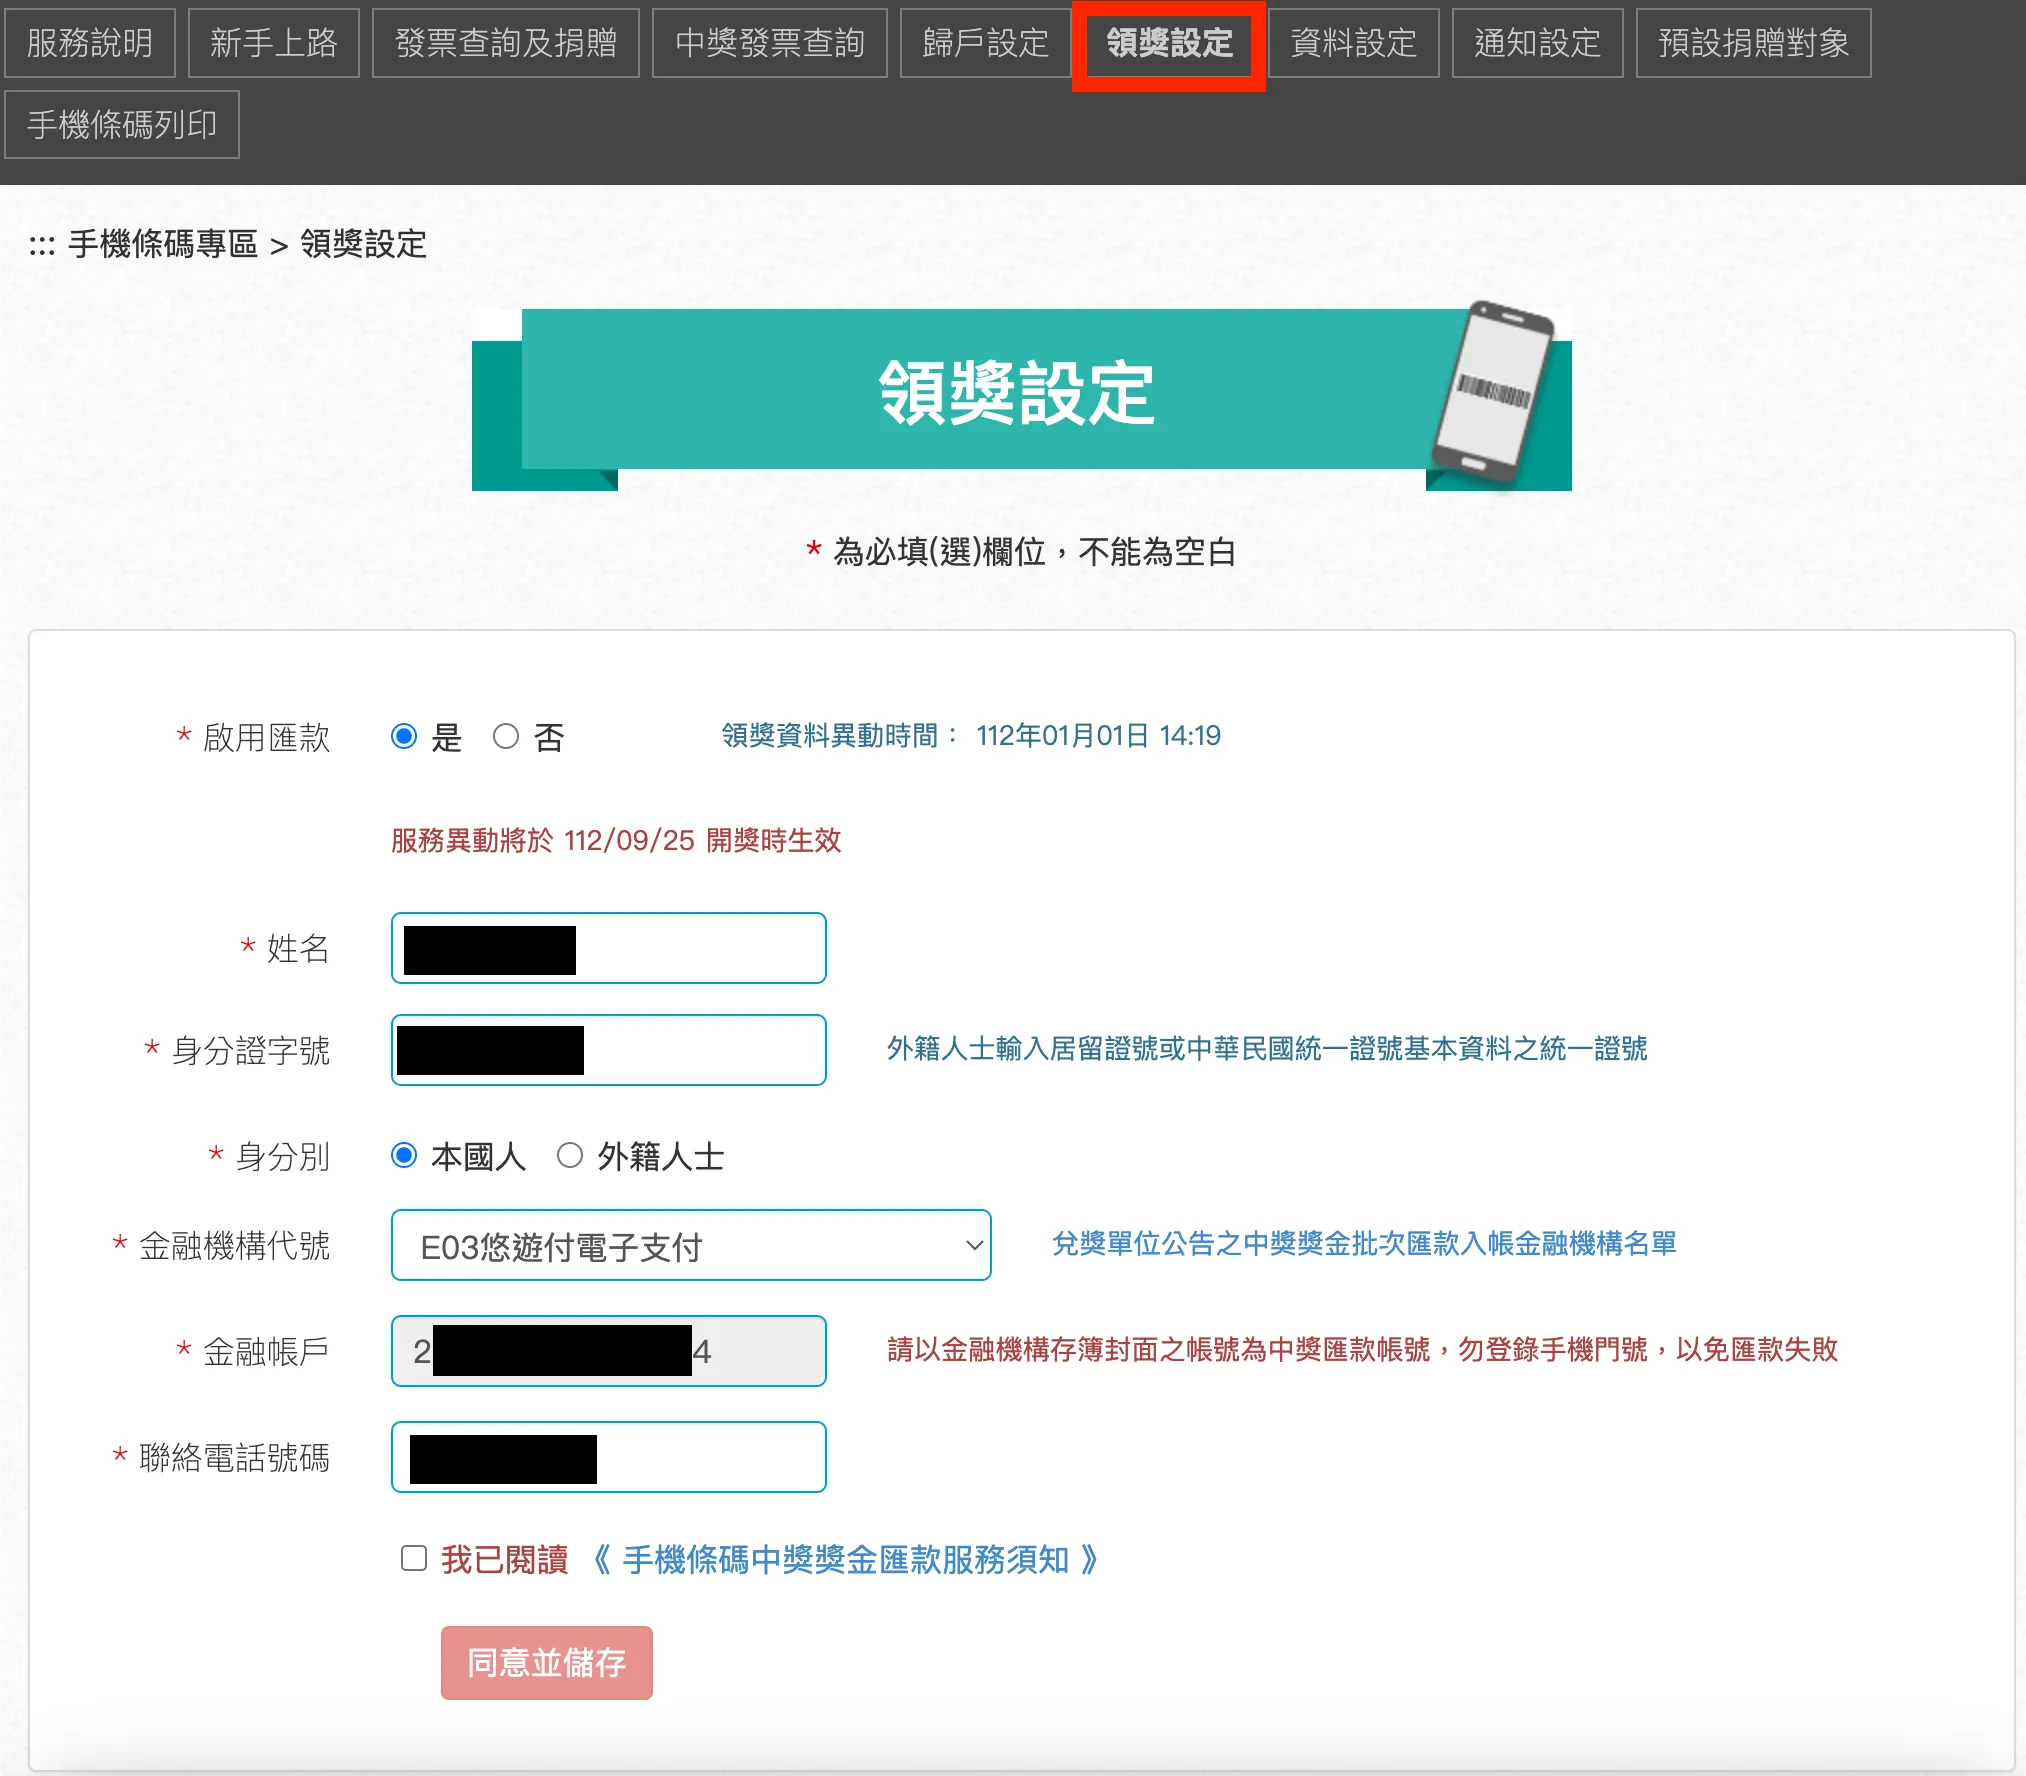 服務說明 新手上路 發票查詢及捐贈 中獎發票查詢 歸戶設定 領獎設定 資料設定 通知設定 預設捐贈對象
手機條碼列印
::: 手機條碼專區 > 領獎設定
領獎設定
* 為必填(選)欄位，不能為空白
* 啟用匯款 是 否 領獎資料異動時間： 112年01月01日 14:19
服務異動將於 112/09/25 開獎時生效
* 姓名
* 身分證字號 外籍人士輸入居留證號或中華民國統一證號基本資料之統一證號
* 身分別 本國人 外籍人士
* 金融機構代號 E03悠遊付電子支付 兌獎單位公告之中獎獎金批次匯款入帳金融機構名單
* 金融帳戶 2 4 請以金融機構存簿封面之帳號為中獎匯款帳號，勿登錄手機門號，以免匯款失敗
* 聯絡電話號碼
我已閱讀 《 手機條碼中獎獎金匯款服務須知 》
同意並儲存